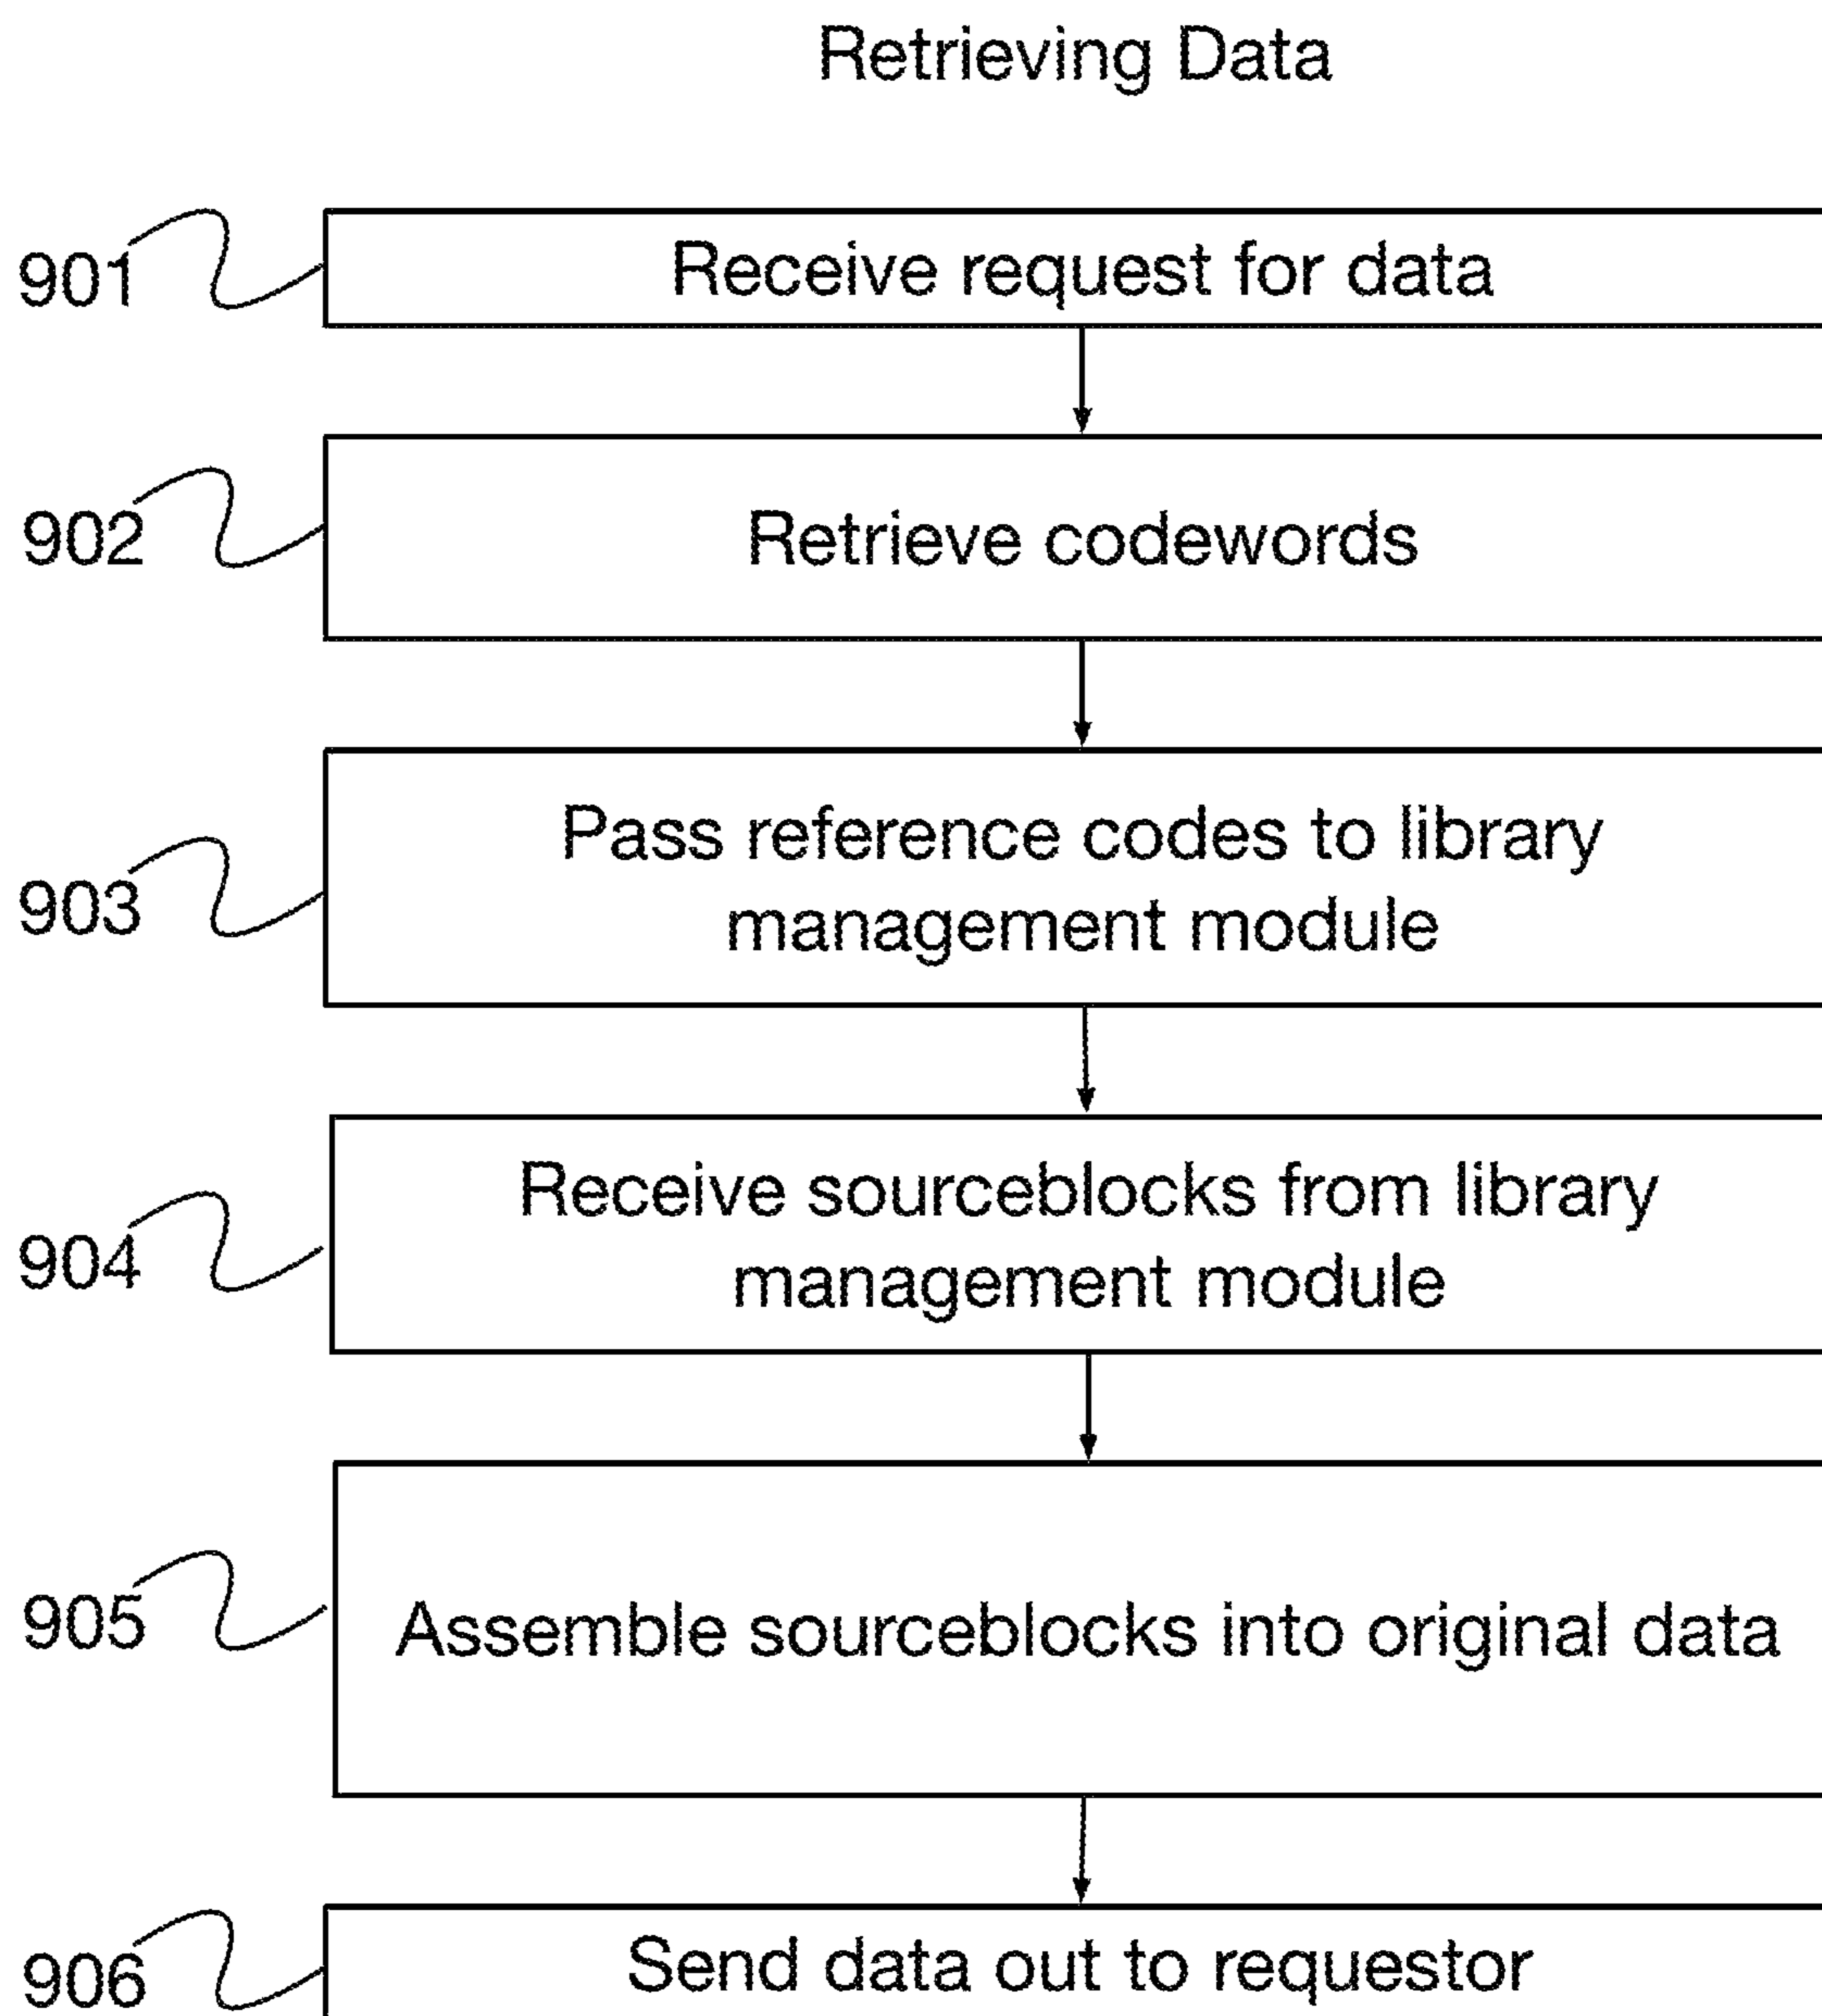 Retrieving Data
901
Receive request for data
902
Retrieve codewords
903
Pass reference codes to library
management module
904
Receive sourceblocks from library
management module
905
Assemble sourceblocks into original data
906
Send data out to requestor